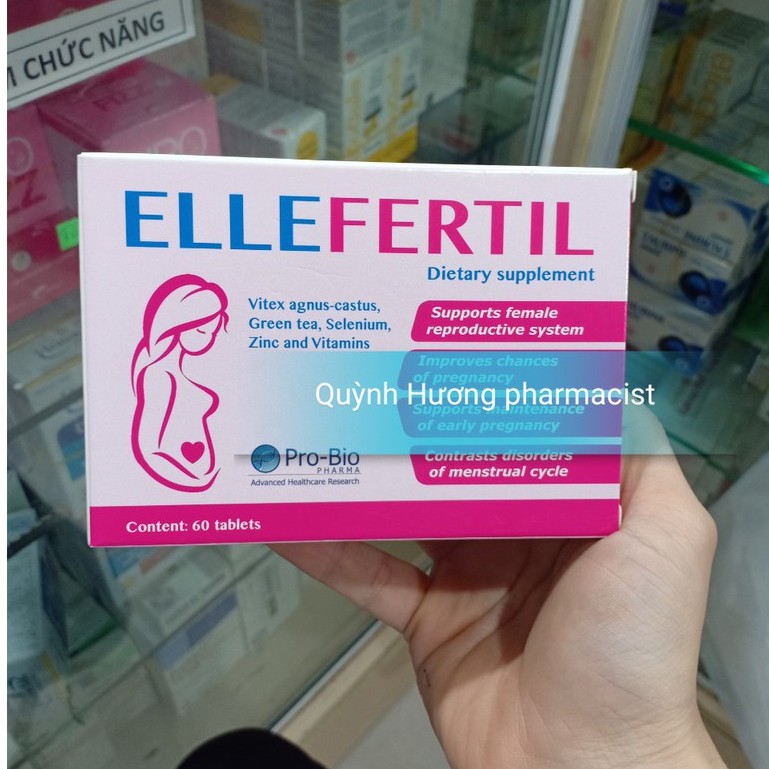 CHỨC NĂNG
ELLEFERTIL
Dietary supplement
Vitex agnus-castus,
Green tea, Selenium,
Zinc and Vitamins
Supports female
reproductive system
Improves chances
of pregnancy
Quỳnh Hương pharmacist
Supports maintenance
of early pregnancy
Contrasts disorders
of menstrual cycle
Pro-Bio
PHARMA
Advanced Healthcare Research
Content: 60 tablets